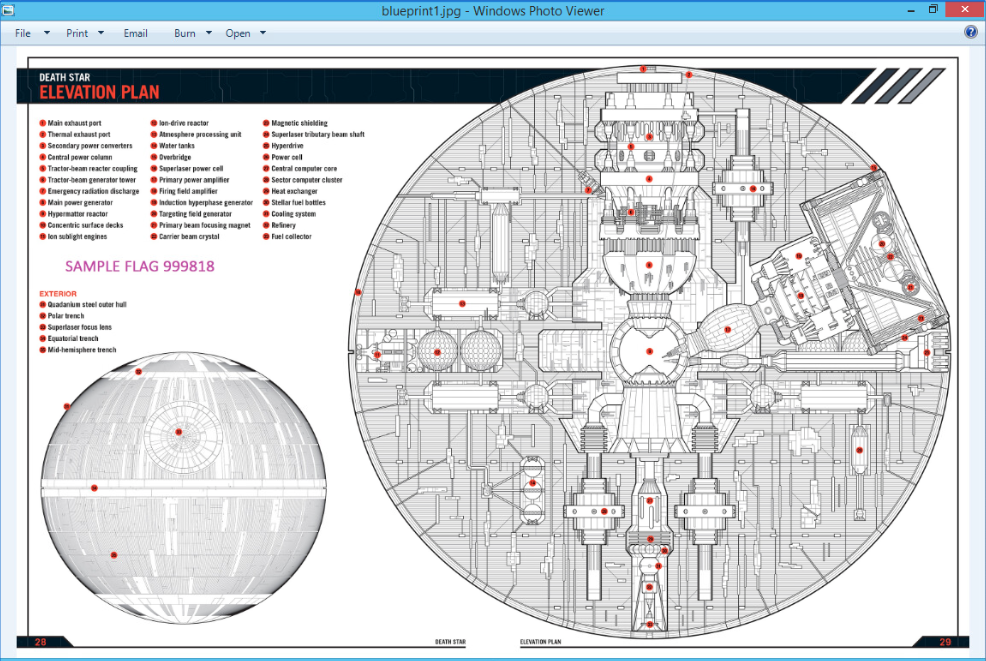 blueprint1.jpg - Windows Photo Viewer
File Print Email Burn Open
DEATH STAR
ELEVATION PLAN
Main exhaust port
Thermal exhaust port
Secondary power converters
Central power column
Tractor-beam reactor coupling
Tractor-beam generator tower
Emergency radiation discharge
Main power generator
Hypermatter reactor
Concentric surface decks
Ion sublight engines
Ion-drive reactor
Atmosphere processing unit
Water tanks
Overbridge
Superlaser power cell
Primary power amplifier
Firing field amplifier
Induction hyperphase generator
Targeting field generator
Primary beam focusing magnet
Carrier beam crystal
Magnetic shielding
Superlaser tributary beam shaft
Hyperdrive
Power cell
Central computer core
Sector computer cluster
Heat exchanger
Stellar fuel bottles
Cooling system
Refinery
Fuel collector
SAMPLE FLAG 999818
EXTERIOR
Quadanium steel outer hull
Polar trench
Superlaser focus lens
Equatorial trench
Mid-hemisphere trench
28
DEATH STAR
ELEVATION PLAN
29